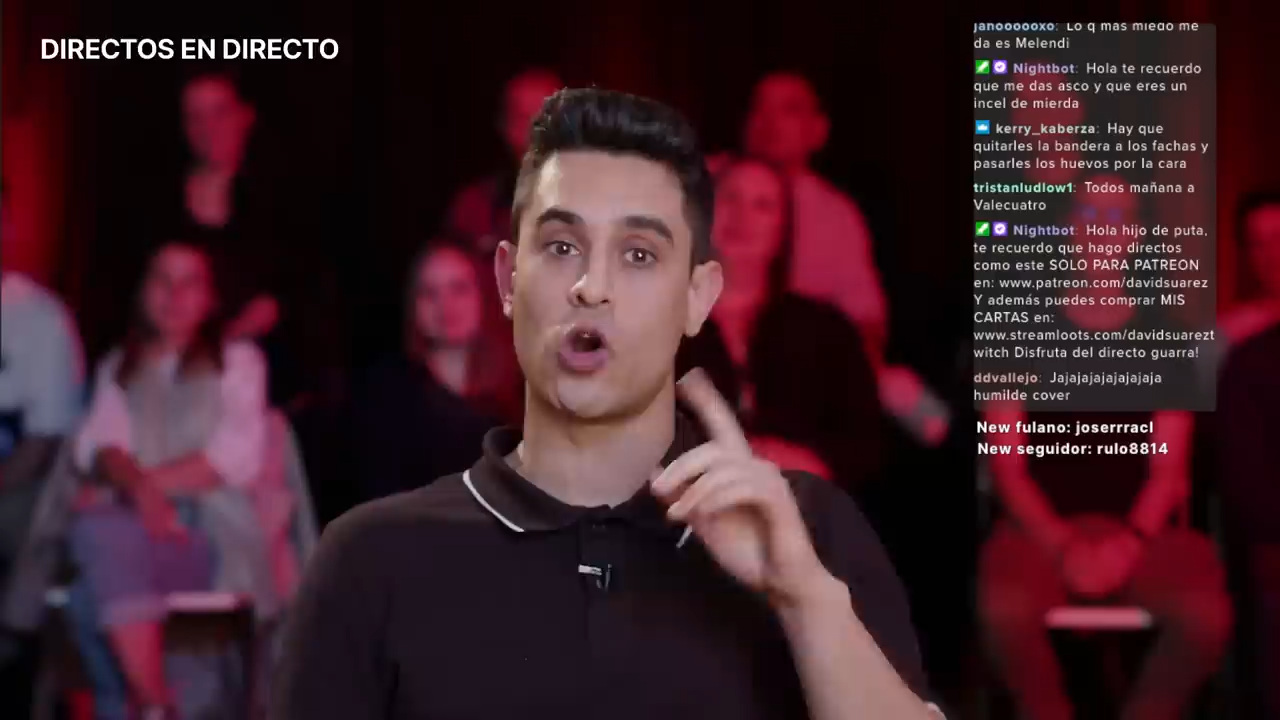 DIRECTOS EN DIRECTO
janoooooxo: Lo q mas miedo me
da es Melendi
Nightbot: Hola te recuerdo
que me das asco y que eres un
incel de mierda
kerry_kaberza: Hay que
quitarles la bandera a los fachas y
pasarles los huevos por la cara
tristanludlow1: Todos mañana a
Valecuatro
Nightbot: Hola hijo de puta,
te recuerdo que hago directos
como este SOLO PARA PATREON
en: www.patreon.com/davidsuarez
Y además puedes comprar MIS
CARTAS en:
www.streamloots.com/davidsuarezt
witch Disfruta del directo guarra!
ddvallejo: Jajajajajajajaja
humilde cover
New fulano: joserrracl
New seguidor: rulo8814